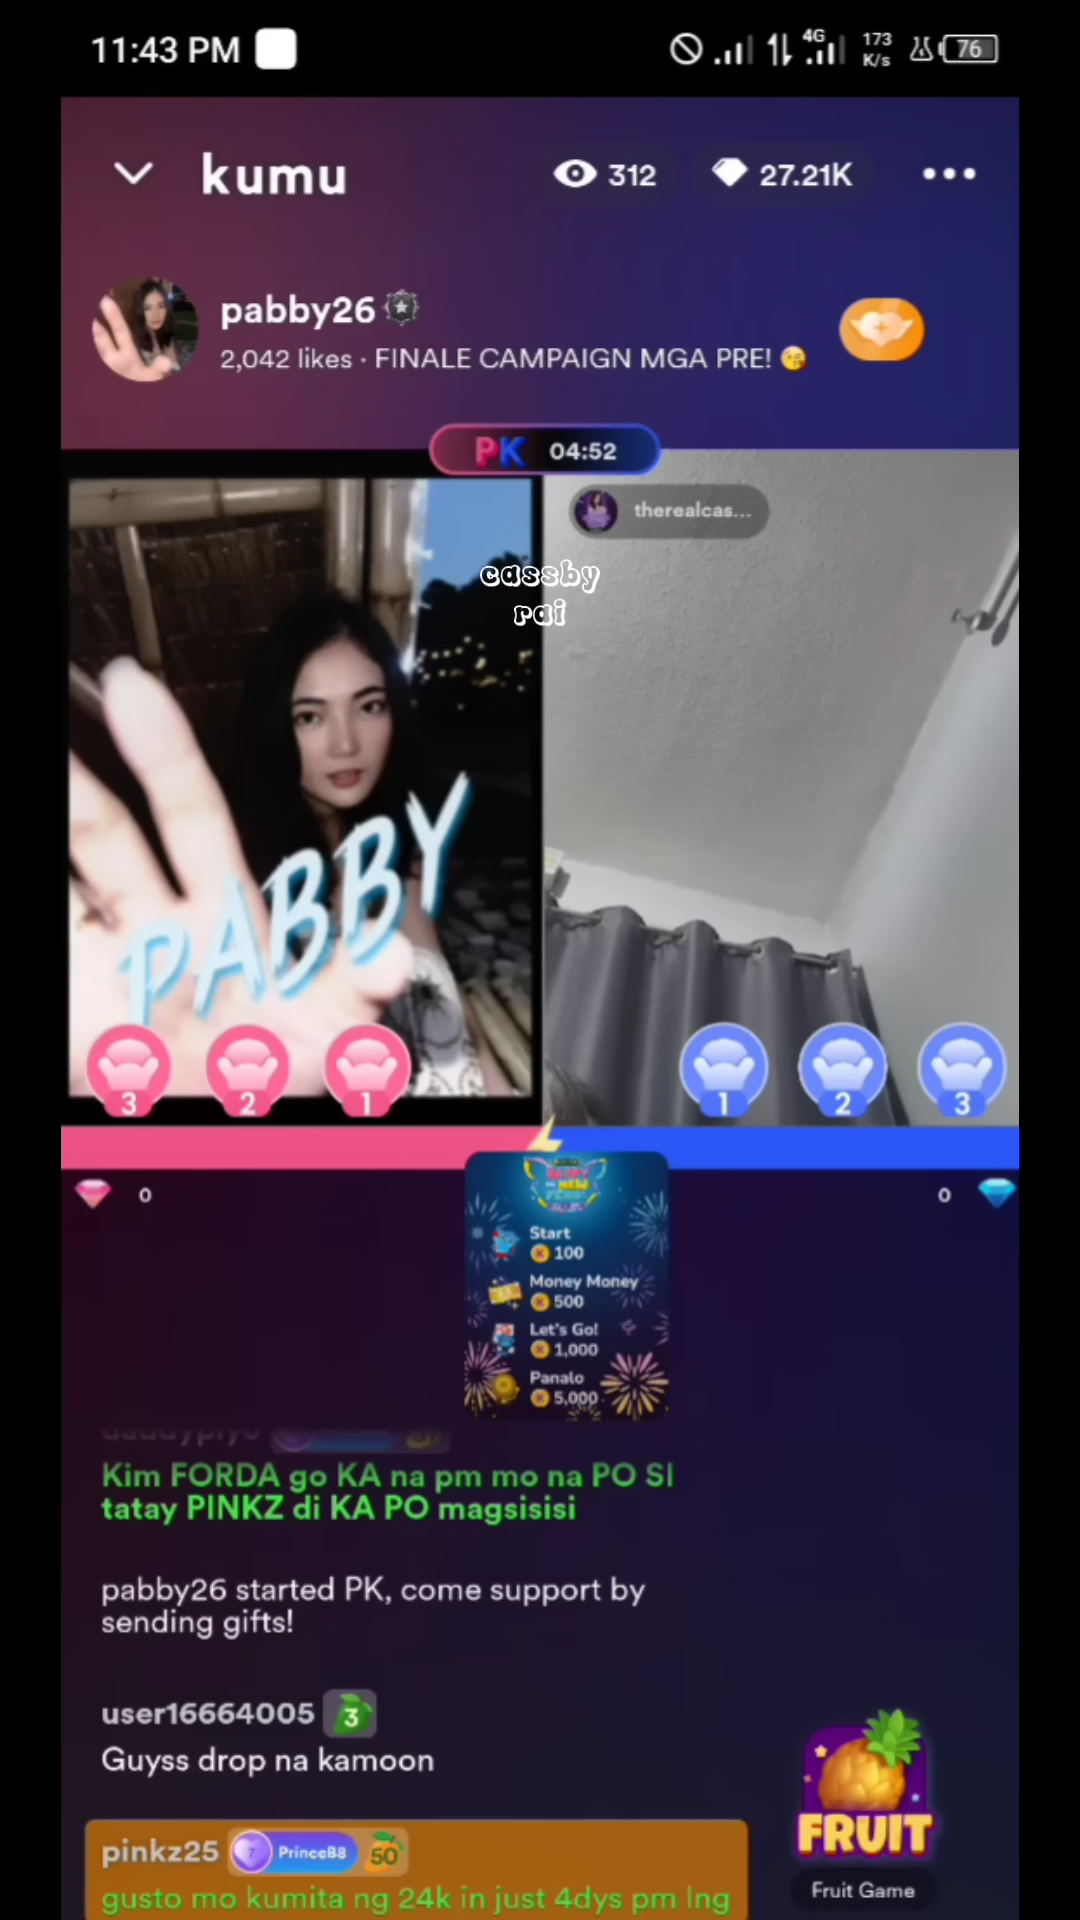 11:43 PM
4G
173
K/s
76
kumu
312
27.21K
pabby26
2,042 likes · FINALE CAMPAIGN MGA PRE! 😘
PK 04:52
therealcas...
cassby
rai
PABBY
3 2 1
1 2 3
0
0
Start
100
Money Money
500
Let's Go!
1,000
Panalo
5,000
Kim FORDA go KA na pm mo na PO SI
tatay PINKZ di KA PO magsisisi
pabby26 started PK, come support by
sending gifts!
user16664005 3
Guyss drop na kamoon
pinkz25 7 PrinceB8 50
gusto mo kumita ng 24k in just 4dys pm lng
FRUIT
Fruit Game